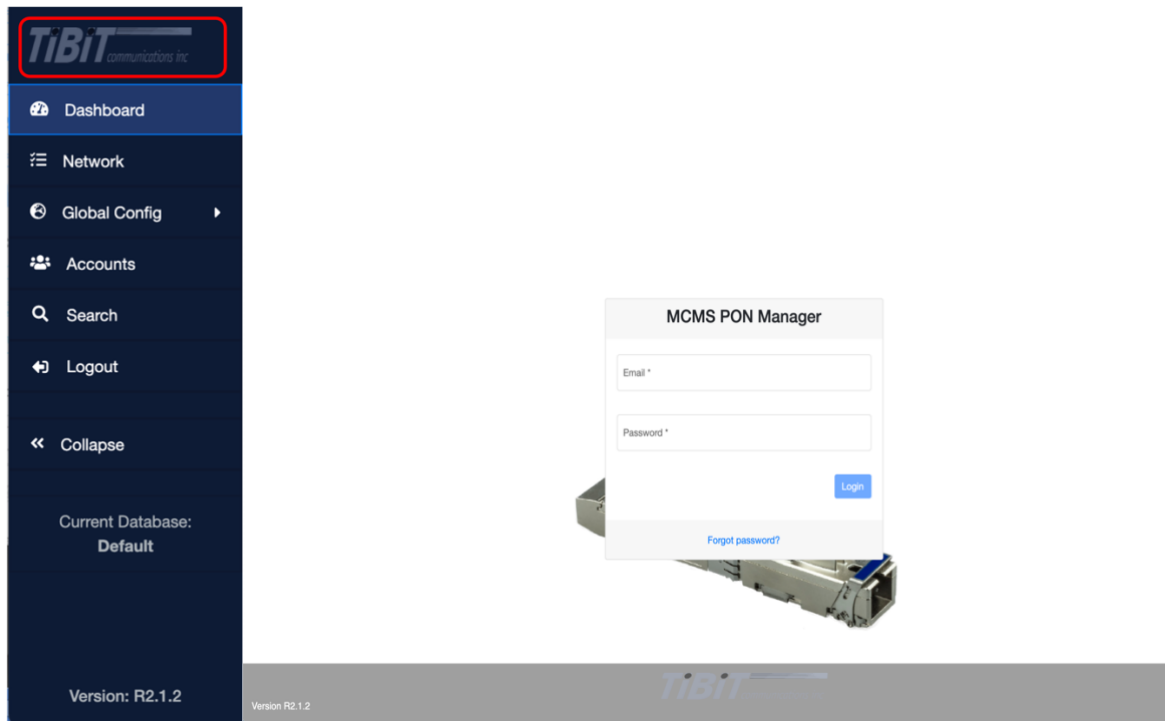 TiBiT
communications inc
Dashboard
Network
Global Config
Accounts
Search
Logout
Collapse
Current Database:
Default
Version: R2.1.2
MCMS PON Manager
Email *
Password *
Login
Forgot password?
TiBiT
Version R2.1.2